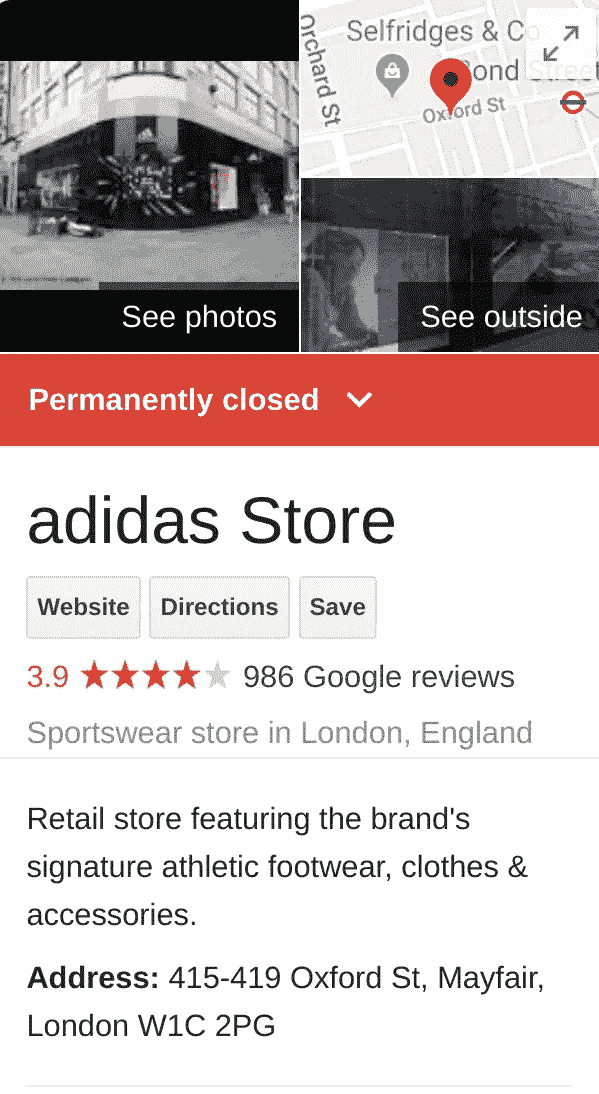 Orchard St
Selfridges & Co
ond Street
Oxford St
See photos
See outside
Permanently closed
adidas Store
Website
Directions
Save
3.9
986 Google reviews
Sportswear store in London, England
Retail store featuring the brand's
signature athletic footwear, clothes &
accessories.
Address: 415-419 Oxford St, Mayfair,
London W1C 2PG